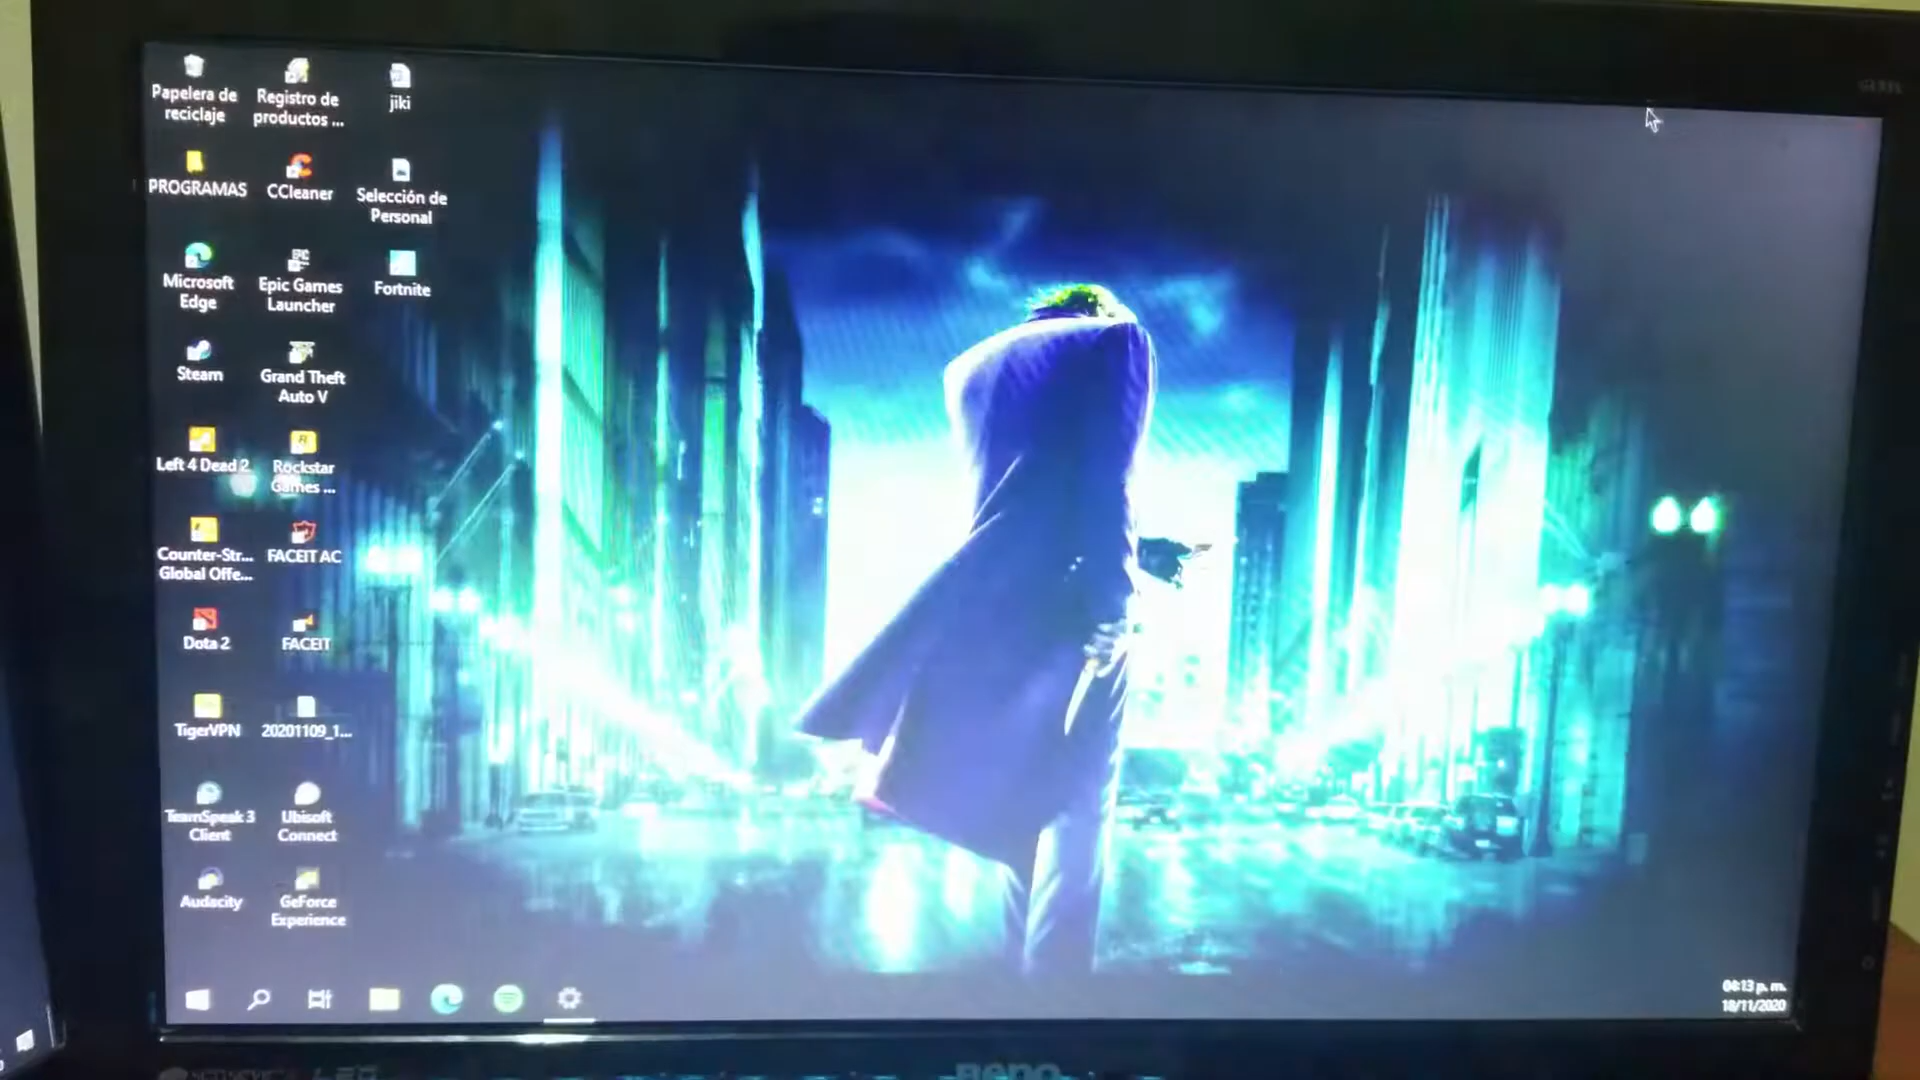 Papelera de
reciclaje
Registro de
productos ...
jiki
PROGRAMAS
CCleaner
Selección de
Personal
Microsoft
Edge
Epic Games
Launcher
Fortnite
Steam
Grand Theft
Auto V
Left 4 Dead 2
Rockstar
Games ...
Counter-Str...
Global Offe...
FACEIT AC
Dota 2
FACEIT
TigerVPN
20201109_1...
TeamSpeak 3
Client
Ubisoft
Connect
Audacity
GeForce
Experience
04:13 p. m.
18/11/2020
BenQ